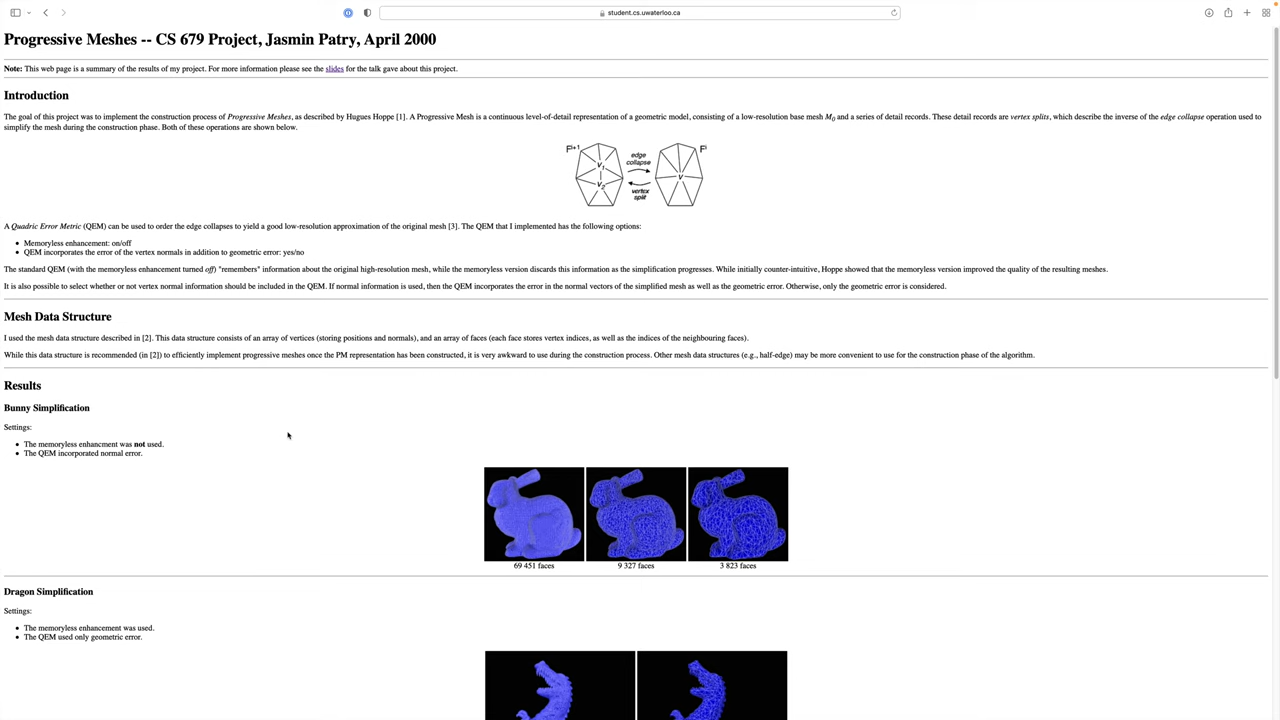 student.cs.uwaterloo.ca
Progressive Meshes -- CS 679 Project, Jasmin Patry, April 2000
Note: This web page is a summary of the results of my project. For more information please see the slides for the talk gave about this project.
Introduction
The goal of this project was to implement the construction process of Progressive Meshes, as described by Hugues Hoppe [1]. A Progressive Mesh is a continuous level-of-detail representation of a geometric model, consisting of a low-resolution base mesh M0 and a series of detail records. These detail records are vertex splits, which describe the inverse of the edge collapse operation used to
simplify the mesh during the construction phase. Both of these operations are shown below.
Fi+1 edge collapse Fi
V1
V2
V
vertex split
A Quadric Error Metric (QEM) can be used to order the edge collapses to yield a good low-resolution approximation of the original mesh [3]. The QEM that I implemented has the following options:
• Memoryless enhancement: on/off
• QEM incorporates the error of the vertex normals in addition to geometric error: yes/no
The standard QEM (with the memoryless enhancement turned off) "remembers" information about the original high-resolution mesh, while the memoryless version discards this information as the simplification progresses. While initially counter-intuitive, Hoppe showed that the memoryless version improved the quality of the resulting meshes.
It is also possible to select whether or not vertex normal information should be included in the QEM. If normal information is used, then the QEM incorporates the error in the normal vectors of the simplified mesh as well as the geometric error. Otherwise, only the geometric error is considered.
Mesh Data Structure
I used the mesh data structure described in [2]. This data structure consists of an array of vertices (storing positions and normals), and an array of faces (each face stores vertex indices, as well as the indices of the neighbouring faces).
While this data structure is recommended (in [2]) to efficiently implement progressive meshes once the PM representation has been constructed, it is very awkward to use during the construction process. Other mesh data structures (e.g., half-edge) may be more convenient to use for the construction phase of the algorithm.
Results
Bunny Simplification
Settings:
• The memoryless enhancment was not used.
• The QEM incorporated normal error.
69 451 faces 9 327 faces 3 823 faces
Dragon Simplification
Settings:
• The memoryless enhancement was used.
• The QEM used only geometric error.